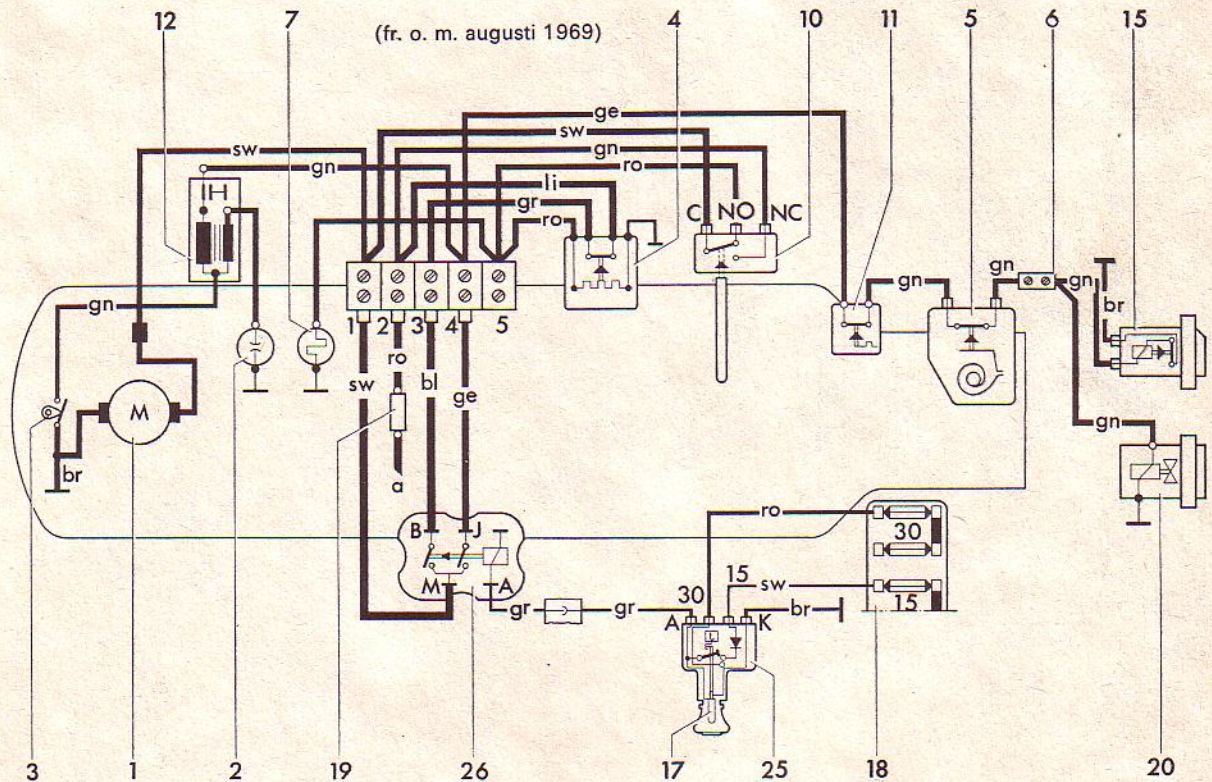 12 7 (fr. o. m. augusti 1969) 4 10 11 5 6 15
ge
sw
sw gn
gn ro
li
gr
ro
IH
C NO NC
gn gn gn gn
br
1 2 3 4 5
ro
sw bl ge
M
gn
br
a
ro
30
B J
M A
15 sw
30
15
gr gr br
A K
3 1 2 19 26 17 25 18 20